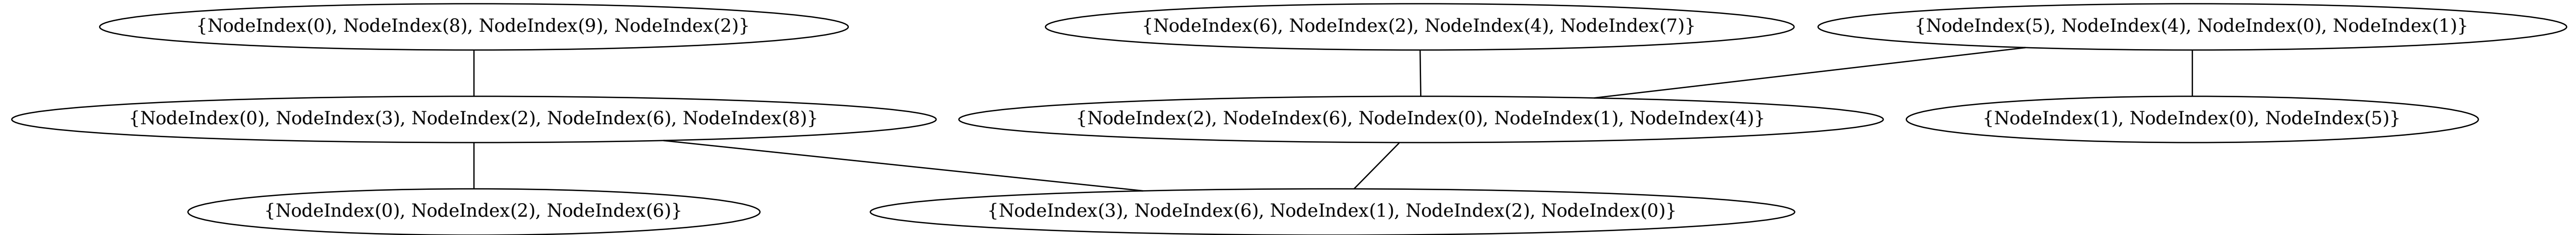 {NodeIndex(0), NodeIndex(8), NodeIndex(9), NodeIndex(2)}
{NodeIndex(6), NodeIndex(2), NodeIndex(4), NodeIndex(7)}
{NodeIndex(5), NodeIndex(4), NodeIndex(0), NodeIndex(1)}
{NodeIndex(0), NodeIndex(3), NodeIndex(2), NodeIndex(6), NodeIndex(8)}
{NodeIndex(2), NodeIndex(6), NodeIndex(0), NodeIndex(1), NodeIndex(4)}
{NodeIndex(1), NodeIndex(0), NodeIndex(5)}
{NodeIndex(0), NodeIndex(2), NodeIndex(6)}
{NodeIndex(3), NodeIndex(6), NodeIndex(1), NodeIndex(2), NodeIndex(0)}